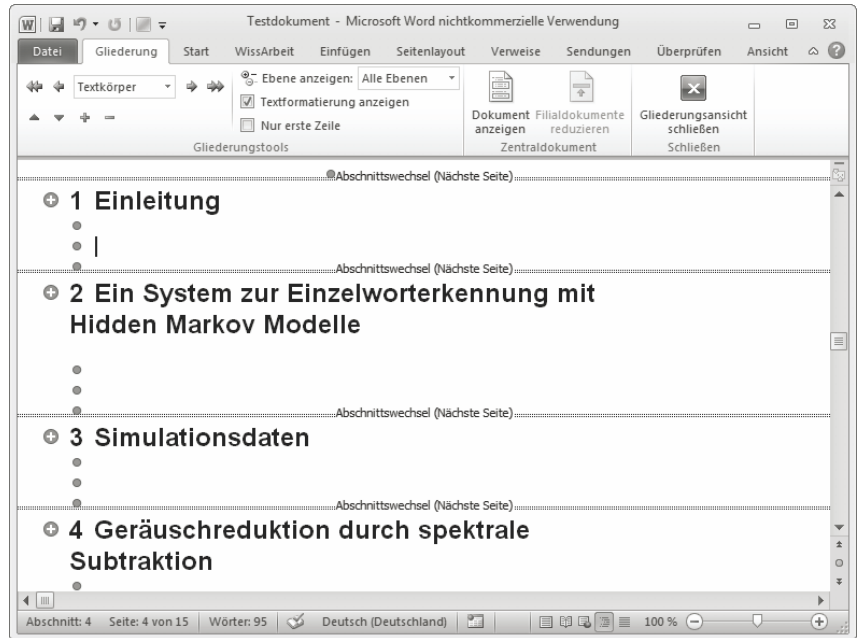 Testdokument - Microsoft Word nichtkommerzielle Verwendung
Datei Gliederung Start WissArbeit Einfügen Seitenlayout Verweise Sendungen Überprüfen Ansicht
Textkörper
Ebene anzeigen: Alle Ebenen
Textformatierung anzeigen
Nur erste Zeile
Gliederungstools
Dokument anzeigen
Filialdokumente reduzieren
Zentraldokument
Gliederungsansicht schließen
Schließen
Abschnittswechsel (Nächste Seite)
1 Einleitung
Abschnittswechsel (Nächste Seite)
2 Ein System zur Einzelworterkennung mit
Hidden Markov Modelle
Abschnittswechsel (Nächste Seite)
3 Simulationsdaten
Abschnittswechsel (Nächste Seite)
4 Geräuschreduktion durch spektrale
Subtraktion
Abschnitt: 4 Seite: 4 von 15 Wörter: 95 Deutsch (Deutschland) 100 %